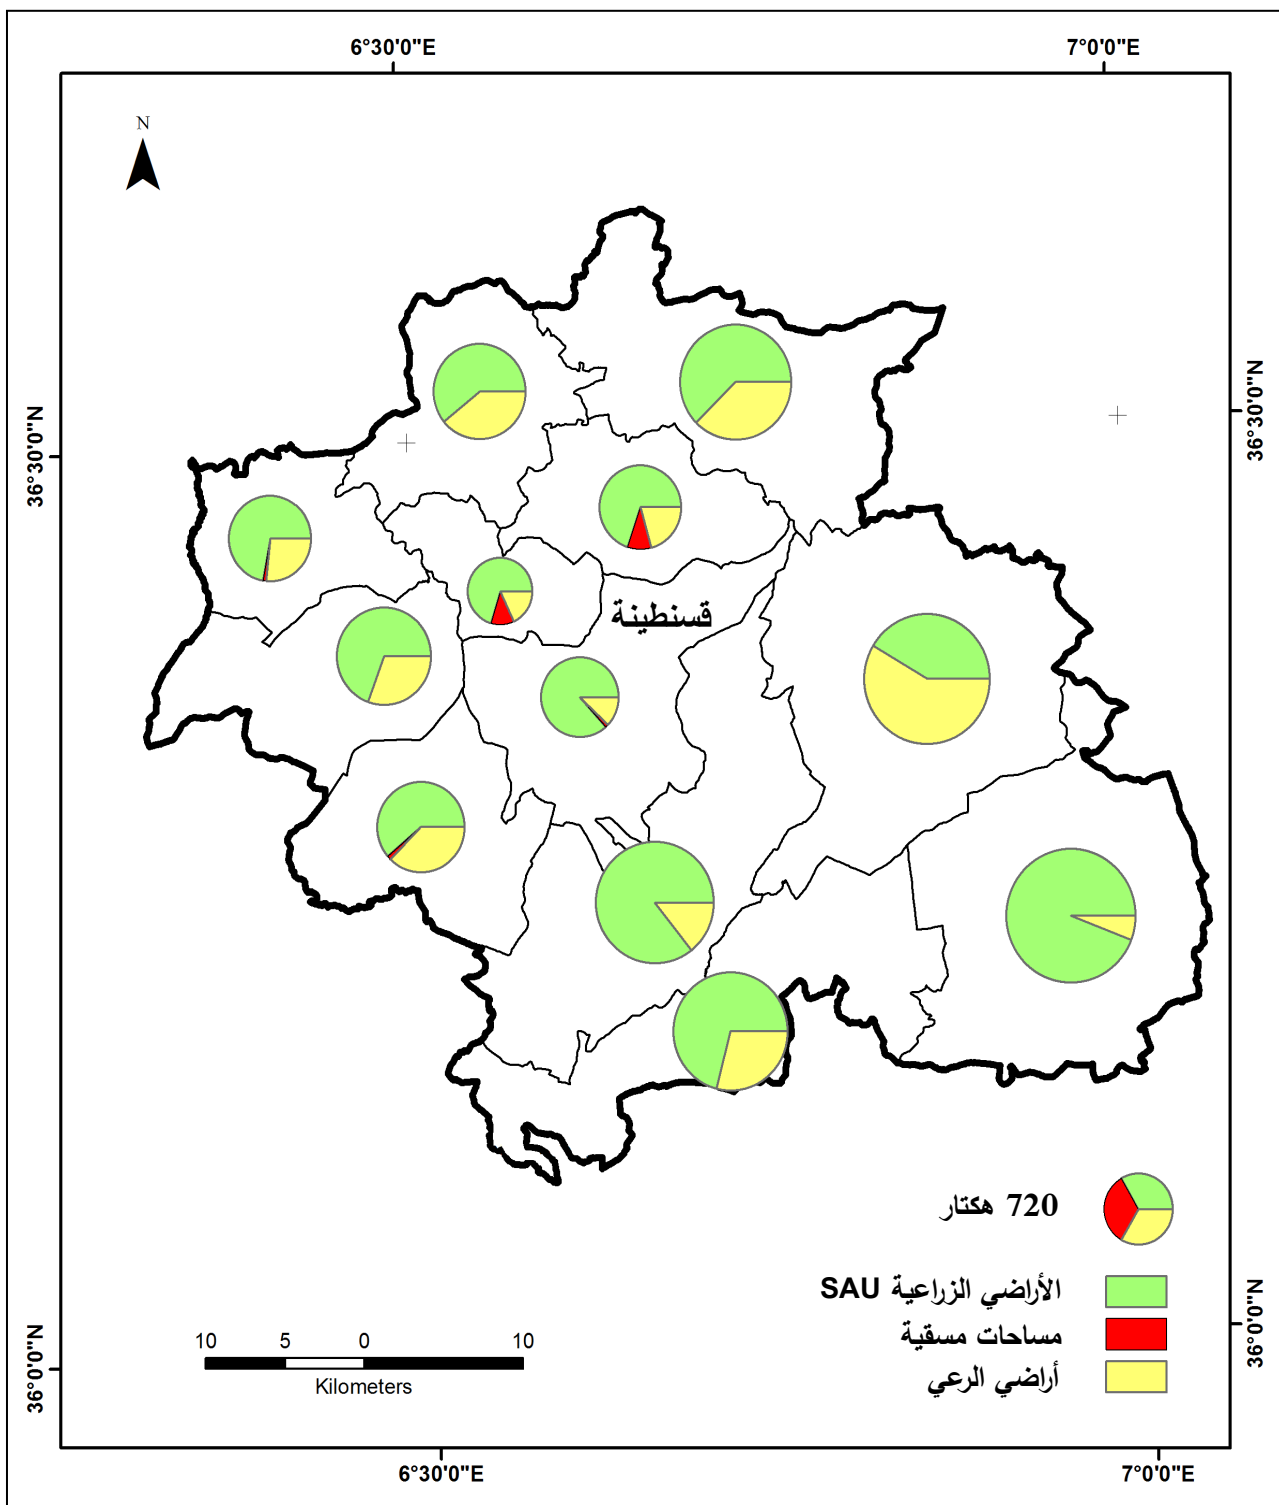 6°30'0"E
7°0'0"E
N
36°30'0"N
36°30'0"N
قسنطينة
720 هكتار
الأراضي الزراعية SAU
مساحات مسقية
أراضي الرعي
10 5 0 10
Kilometers
36°0'0"N
36°0'0"N
6°30'0"E
7°0'0"E